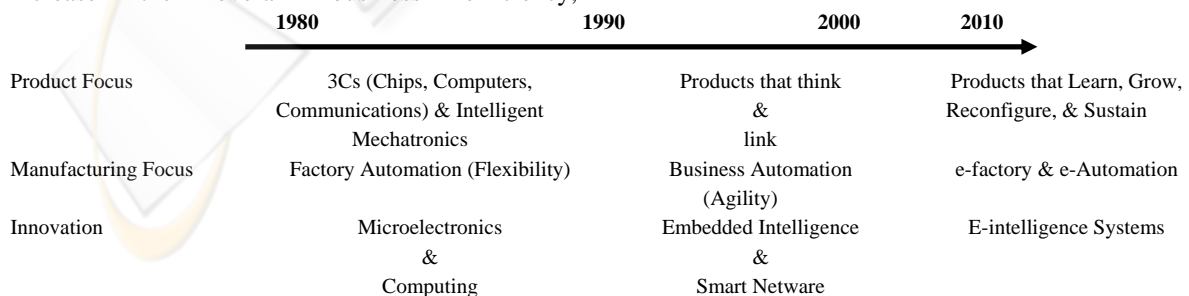 1980 1990 2000 2010
Product Focus 3Cs (Chips, Computers, Products that think Products that Learn, Grow,
Communications) & Intelligent & Reconfigure, & Sustain
Mechatronics link
Manufacturing Focus Factory Automation (Flexibility) Business Automation e-factory & e-Automation
(Agility)
Innovation Microelectronics Embedded Intelligence E-intelligence Systems
& &
Computing Smart Netware